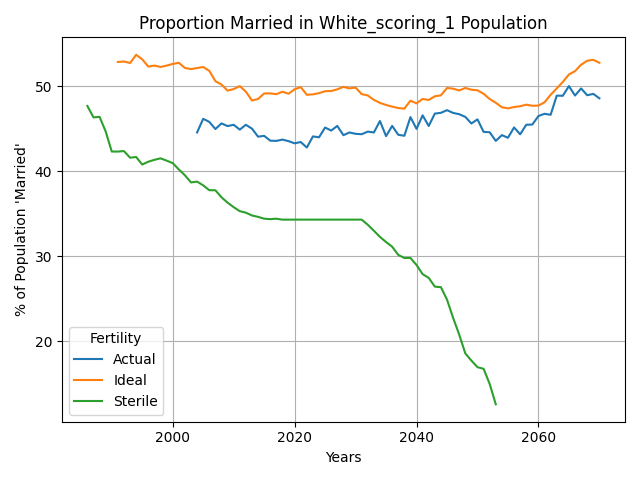 Proportion Married in White_scoring_1 Population
% of Population 'Married'
50
40
30
20
Fertility
Actual
Ideal
Sterile
2000 2020 2040 2060
Years